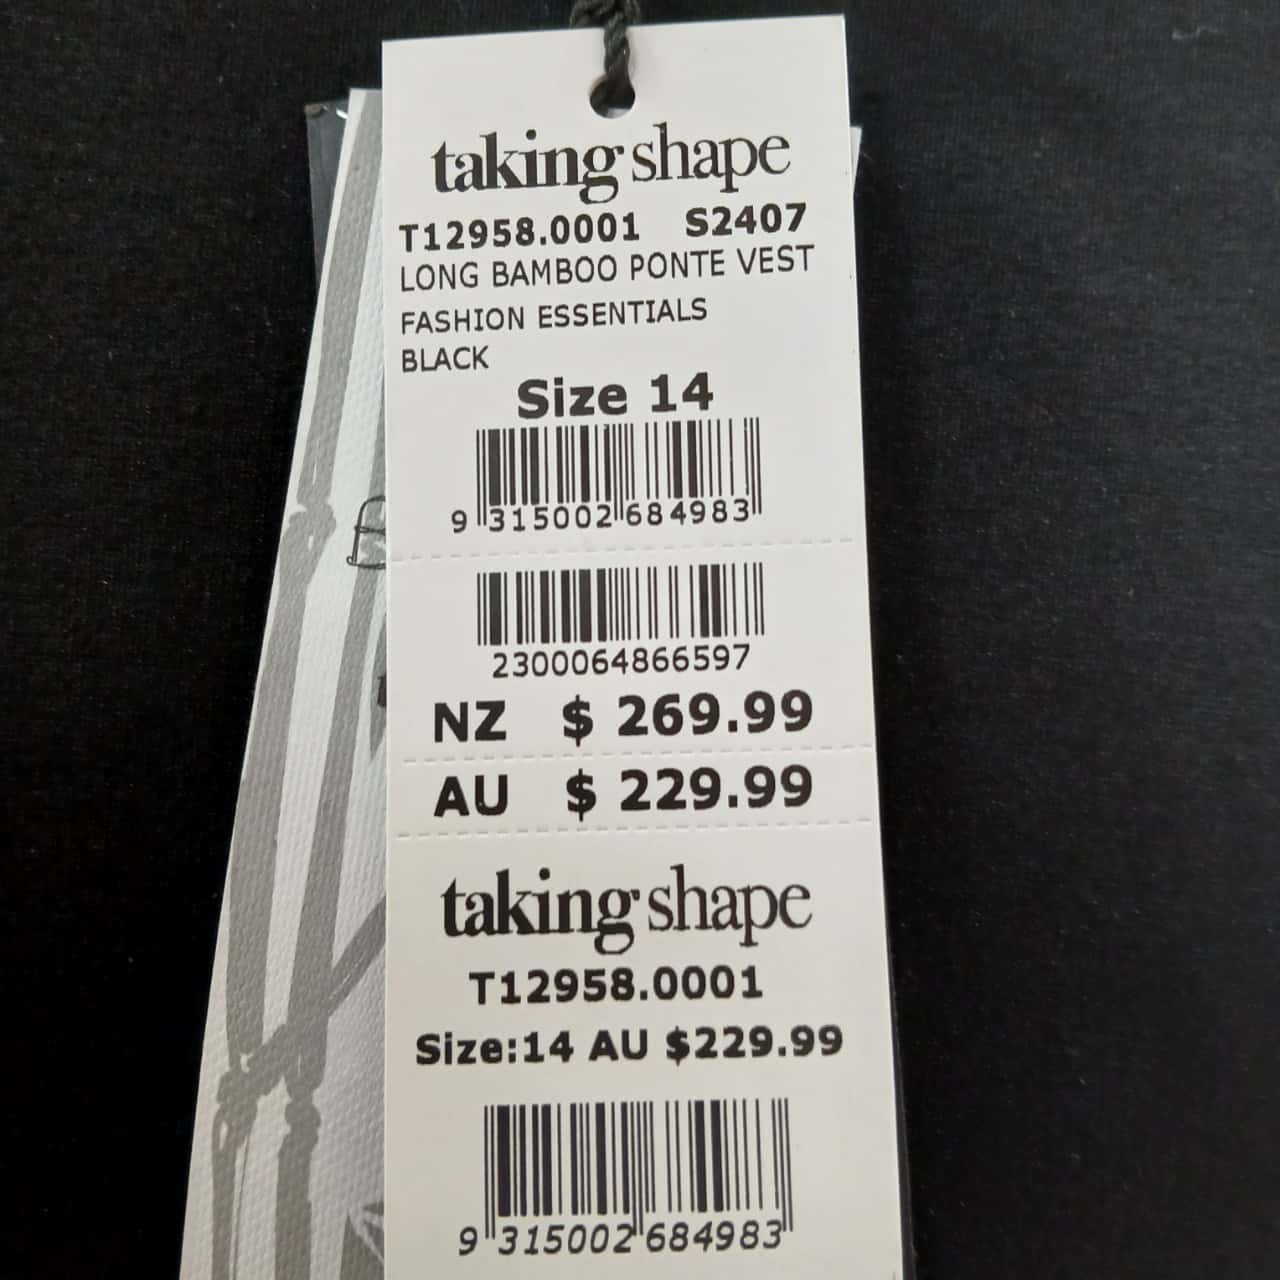 taking shape
T12958.0001 S2407
LONG BAMBOO PONTE VEST
FASHION ESSENTIALS
BLACK
Size 14
9 315002 684983
2300064866597
NZ $ 269.99
AU $ 229.99
taking shape
T12958.0001
Size:14 AU $229.99
9 315002 684983